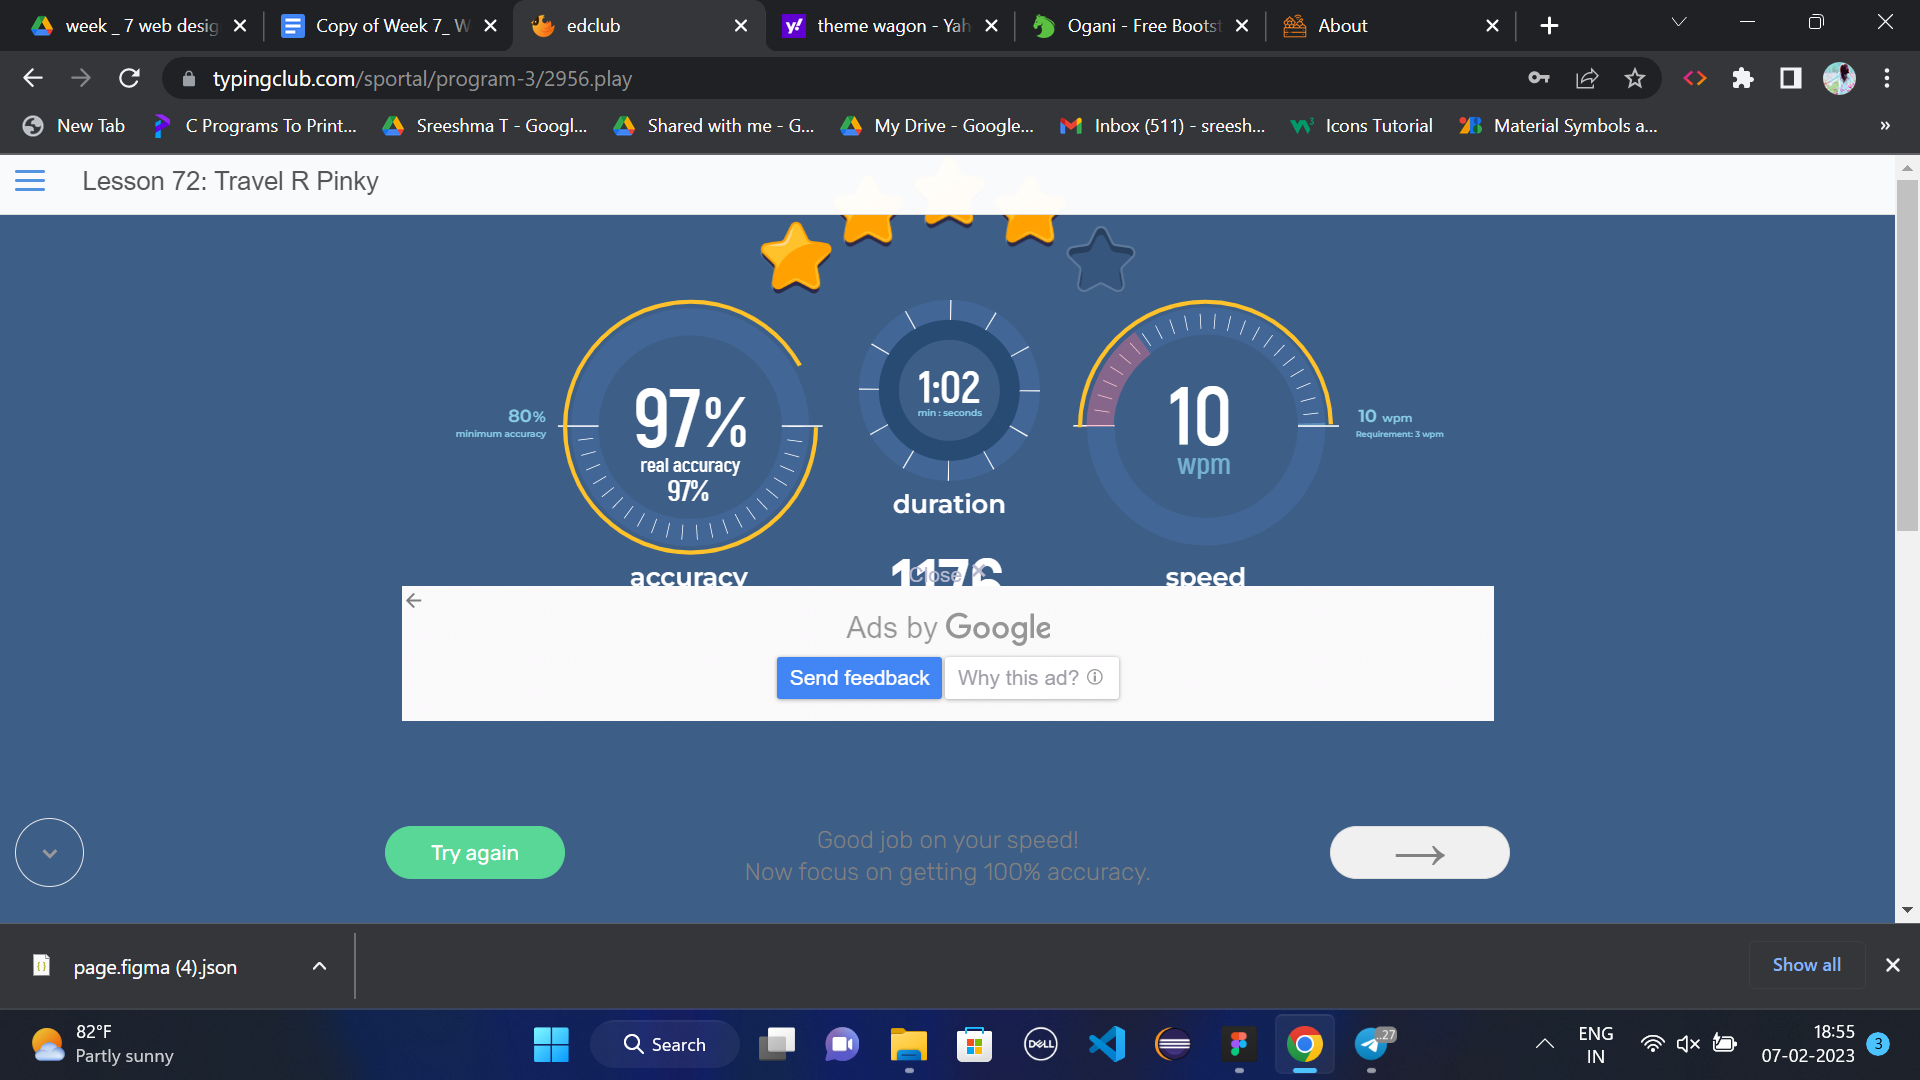 week _ 7 web desig
Copy of Week 7_ W
edclub
theme wagon - Yah
Ogani - Free Bootst
About
typingclub.com/sportal/program-3/2956.play
New Tab
C Programs To Print...
Sreeshma T - Googl...
Shared with me - G...
My Drive - Google...
Inbox (511) - sreesh...
Icons Tutorial
Material Symbols a...
»
Lesson 72: Travel R Pinky
80%
minimum accuracy
97%
real accuracy
97%
accuracy
1:02
min : seconds
duration
1176
Close
10
wpm
speed
10 wpm
Requirement: 3 wpm
Ads by Google
Send feedback
Why this ad?
Try again
Good job on your speed!
Now focus on getting 100% accuracy.
page.figma (4).json
Show all
82°F
Partly sunny
Search
DELL
27
ENG
IN
18:55
07-02-2023
3